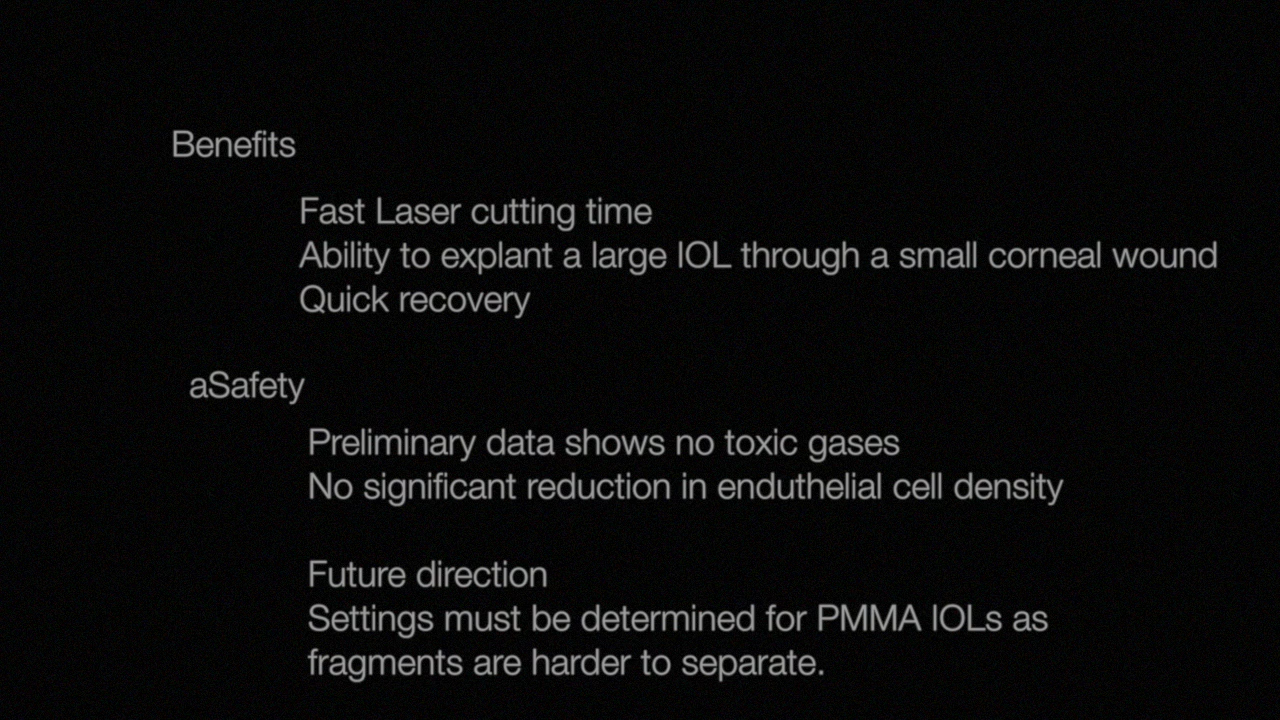 Benefits
Fast Laser cutting time
Ability to explant a large IOL through a small corneal wound
Quick recovery
aSafety
Preliminary data shows no toxic gases
No significant reduction in enduthelial cell density
Future direction
Settings must be determined for PMMA IOLs as
fragments are harder to separate.